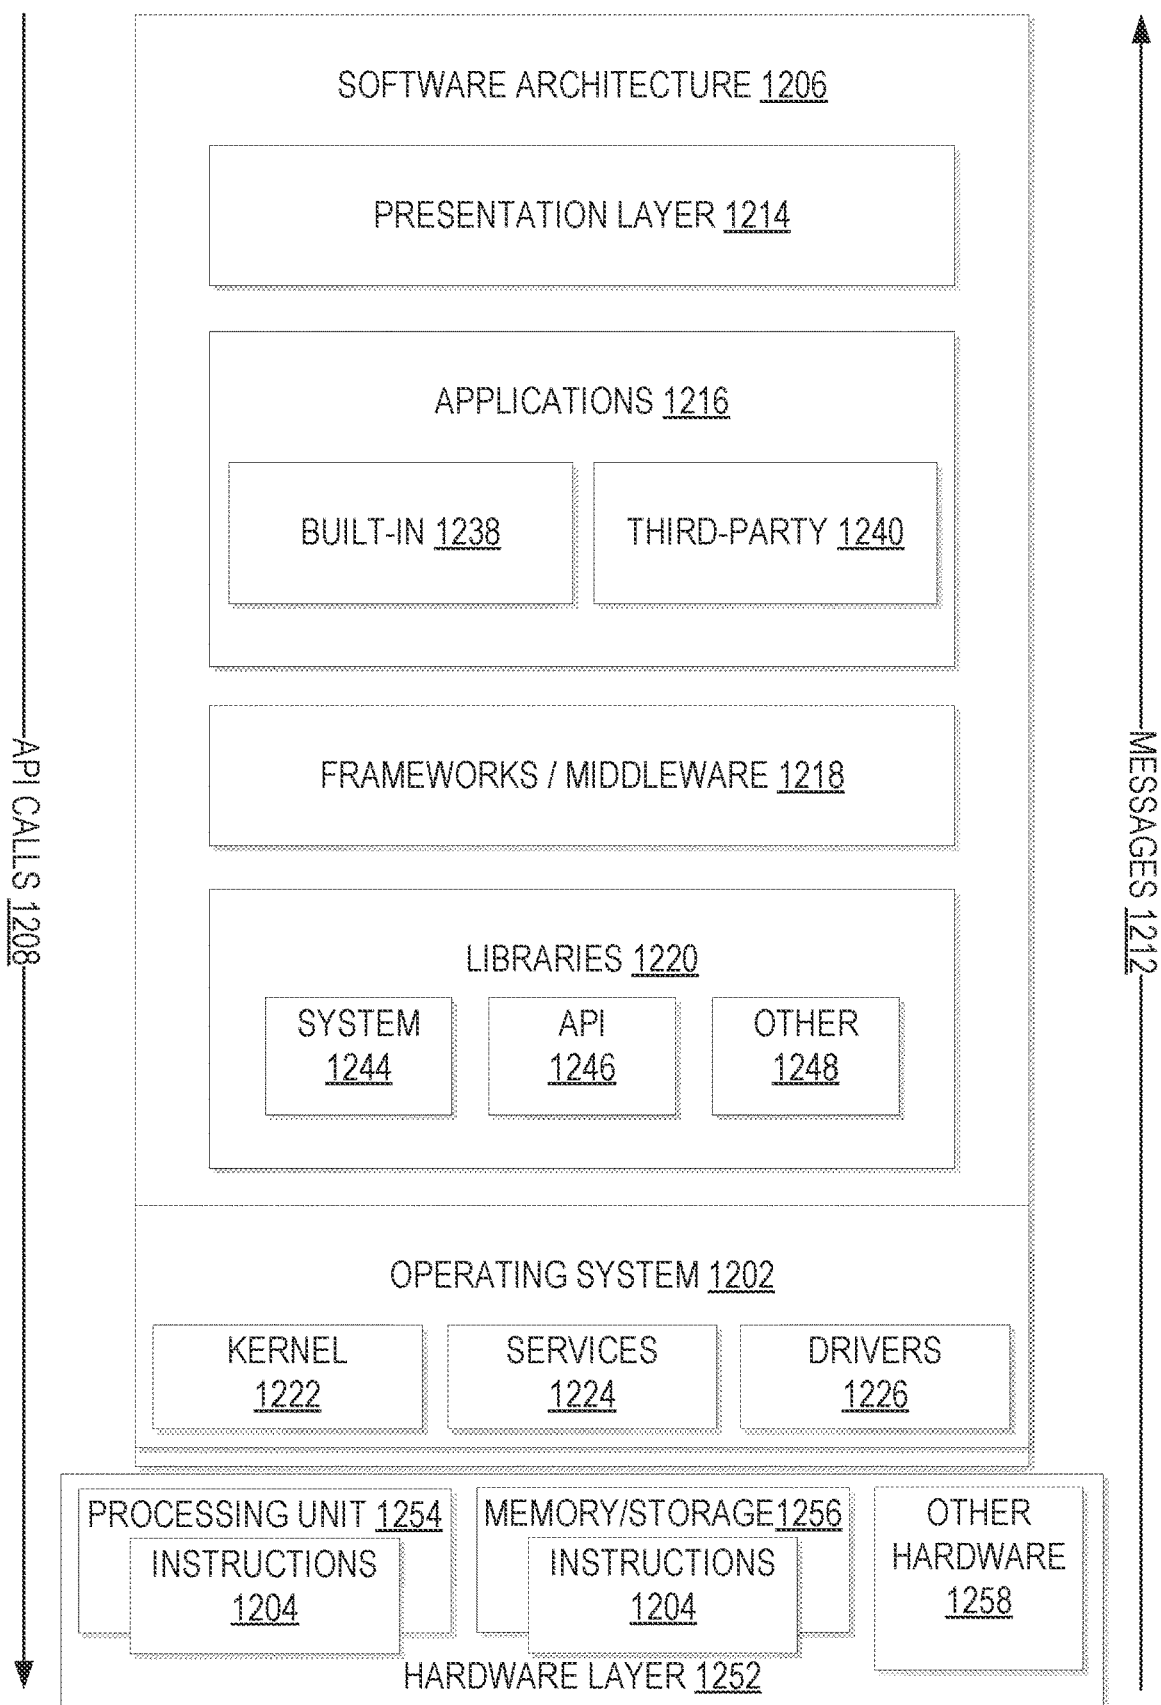 SOFTWARE ARCHITECTURE 1206
PRESENTATION LAYER 1214
APPLICATIONS 1216
BUILT-IN 1238
THIRD-PARTY 1240
FRAMEWORKS / MIDDLEWARE 1218
API CALLS 1208
MESSAGES 1212
LIBRARIES 1220
SYSTEM
1244
API
1246
OTHER
1248
OPERATING SYSTEM 1202
KERNEL
1222
SERVICES
1224
DRIVERS
1226
PROCESSING UNIT 1254
INSTRUCTIONS
1204
MEMORY/STORAGE1256
INSTRUCTIONS
1204
OTHER
HARDWARE
1258
HARDWARE LAYER 1252